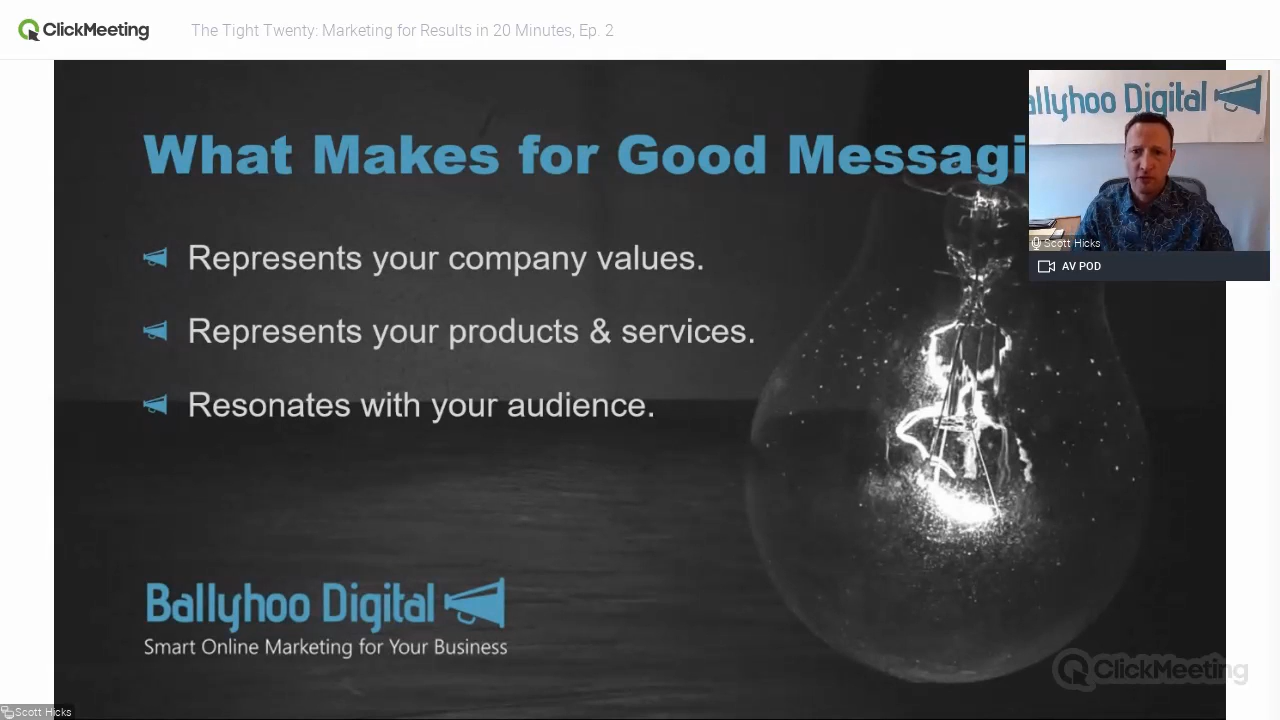 ClickMeeting
The Tight Twenty: Marketing for Results in 20 Minutes, Ep. 2
What Makes for Good Messagi
allyhoo Digital
Scott Hicks
AV POD
Represents your company values.
Represents your products & services.
Resonates with your audience.
Ballyhoo Digital
Smart Online Marketing for Your Business
ClickMeeting
Scott Hicks